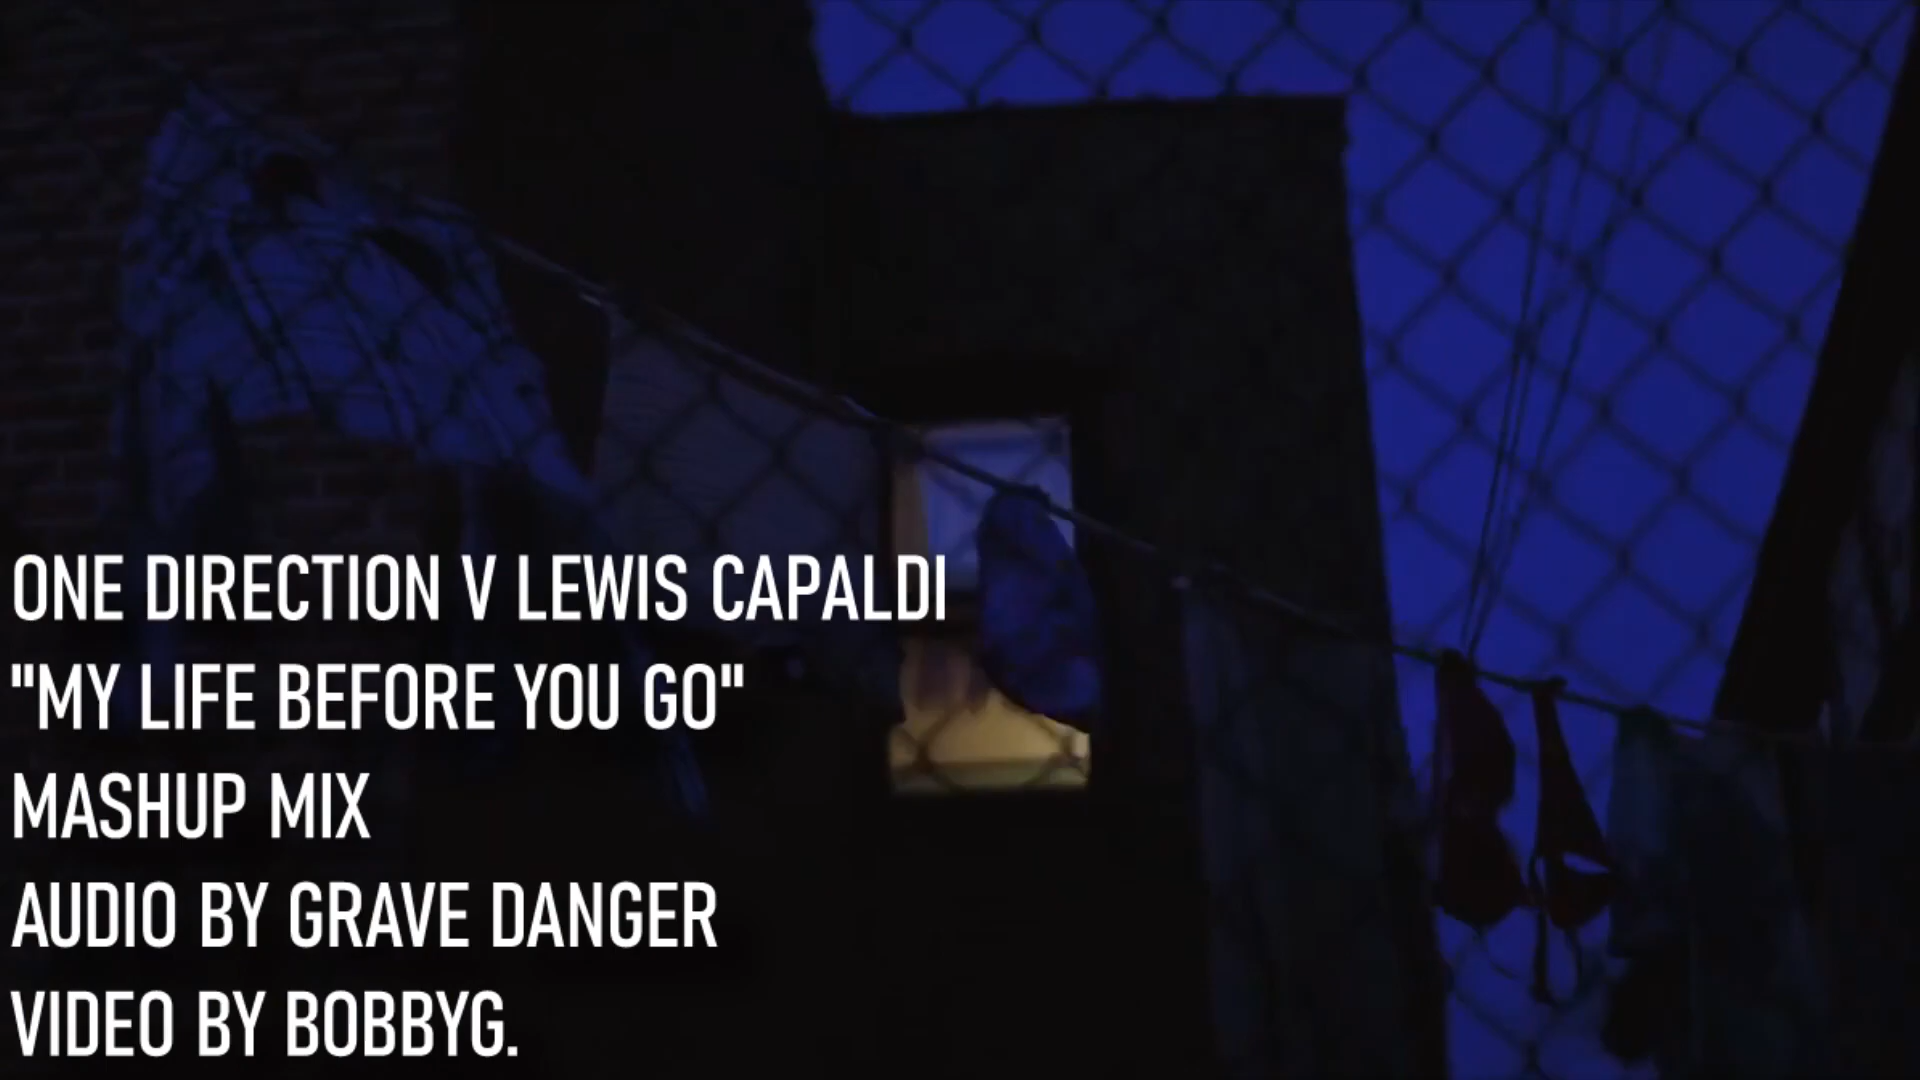 ONE DIRECTION V LEWIS CAPALDI
"MY LIFE BEFORE YOU GO"
MASHUP MIX
AUDIO BY GRAVE DANGER
VIDEO BY BOBBYG.